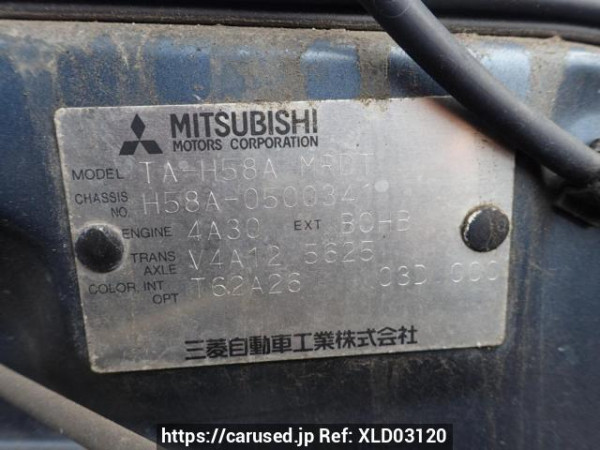 MITSUBISHI
MOTORS CORPORATION
MODEL TA-H58A
CHASSIS NO. H58A-0500341
ENGINE 4A30 EXT B0HB
TRANS AXLE V4A12 5625
COLOR, INT OPT T62A26 03D
三菱自動車工業株式会社
https://carused.jp Ref: XLD03120